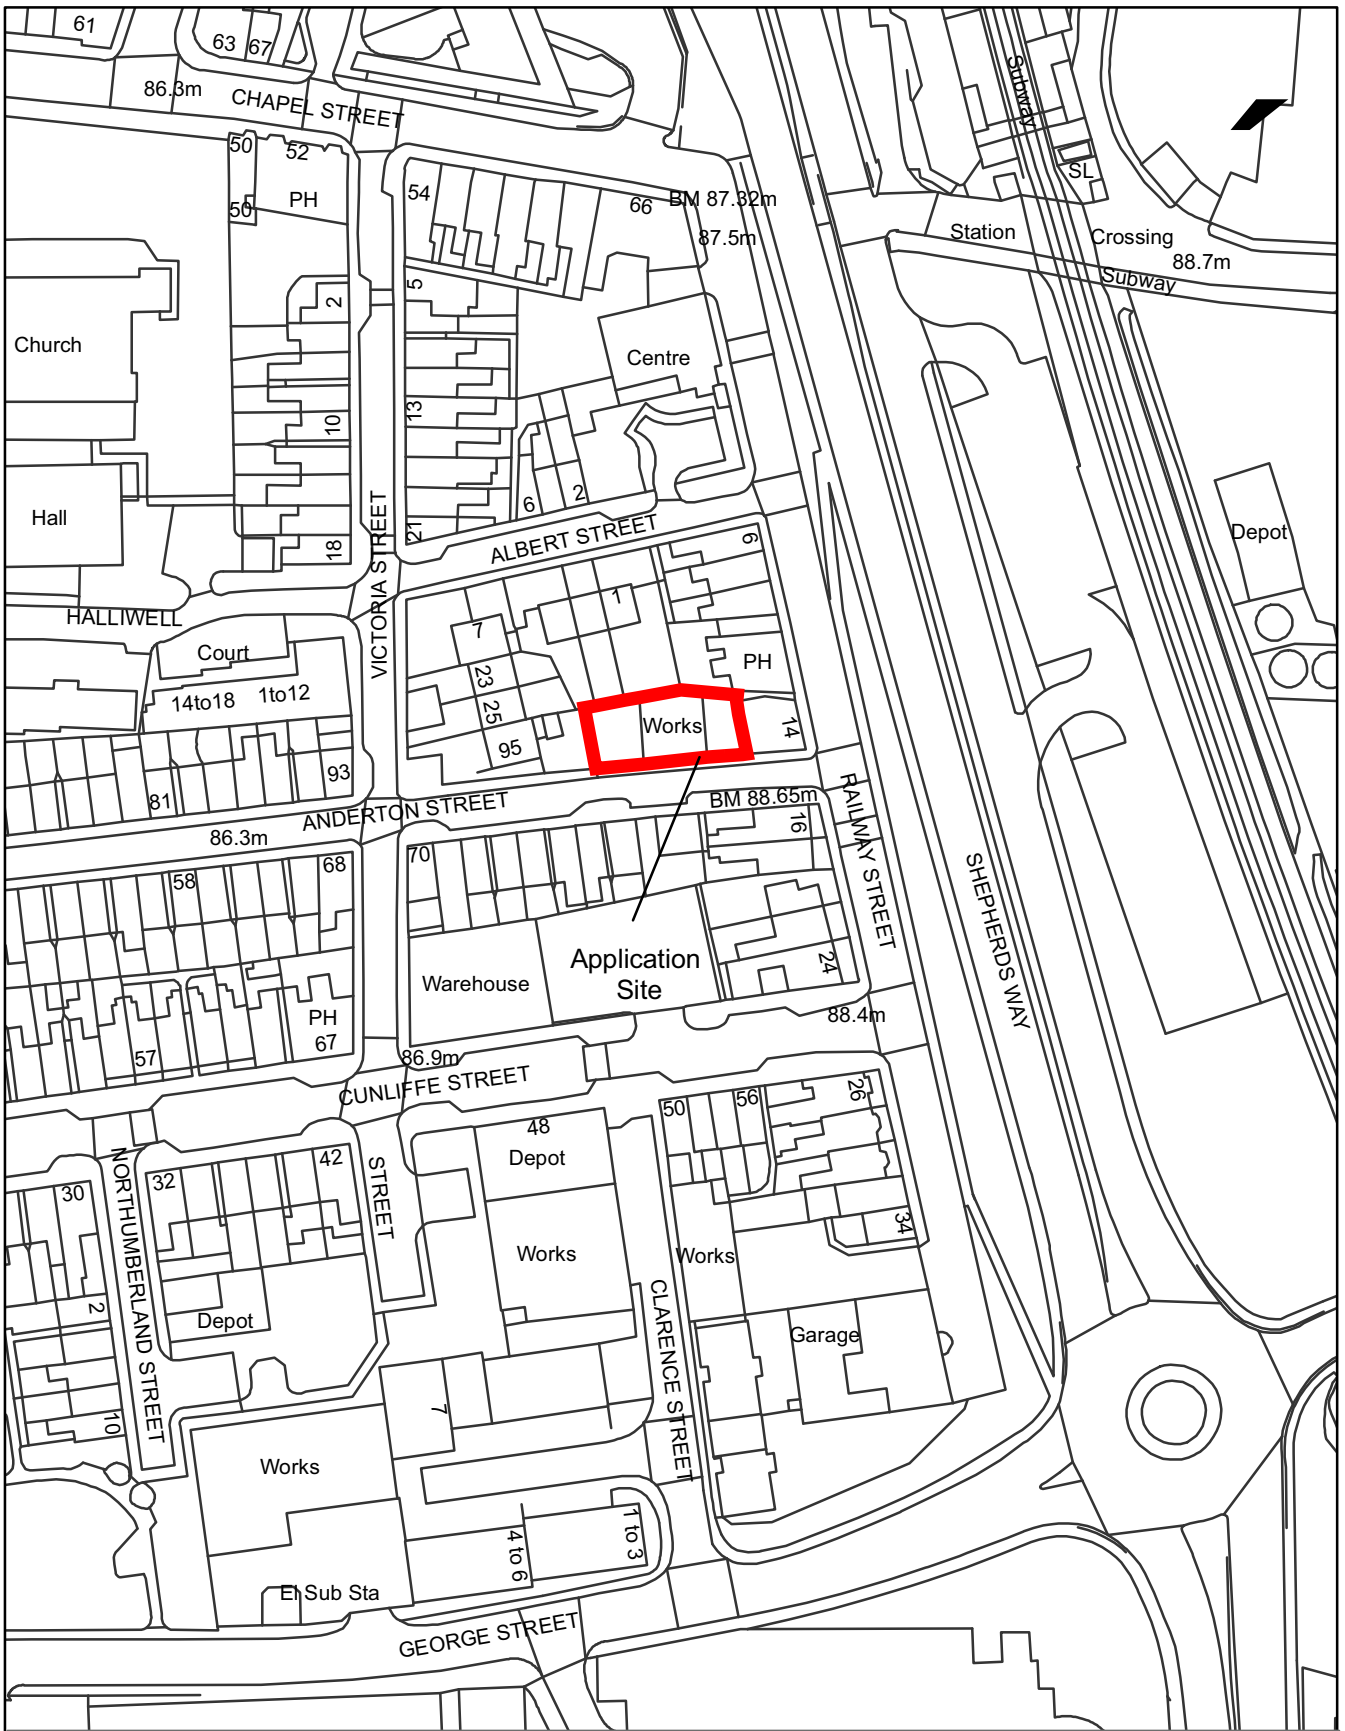 61
63
67
86.3m
CHAPEL STREET
Subway
50
52
PH
50
54
66
BM 87.32m
87.5m
SL
Station
Crossing
88.7m
Subway
2
5
Church
Centre
10
13
Hall
18
21
6
2
VICTORIA STREET
ALBERT STREET
6
Depot
HALLIWELL
Court
14to18
1to12
7
1
23
25
95
PH
Works
14
81
93
ANDERTON STREET
86.3m
BM 88.65m
16
RAILWAY STREET
SHEPHERDS WAY
58
68
70
Warehouse
Application
Site
24
88.4m
PH
67
57
86.9m
CUNLIFFE STREET
48
Depot
50
56
26
NORTHUMBERLAND STREET
30
32
42
STREET
Works
Works
34
2
Depot
CLARENCE STREET
Garage
10
7
Works
4 to 6
1 to 3
El Sub Sta
GEORGE STREET